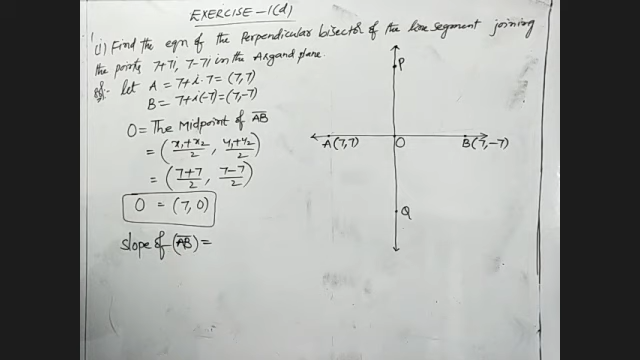 EXERCISE-1(d)
1) Find the eqn of the Perpendicular bisector of the line segment joining
the points 7+7i, 7-7i in the Argand plane.
Sol:- let A = 7+i.7 = (7,7)
B = 7+i(-7) = (7,-7)
O = The Midpoint of AB
= (x₁+x₂/2, y₁+y₂/2)
= (7+7/2, 7-7/2)
O = (7,0)
slope of (AB) =
P
A(7,7) O B(7,-7)
Q